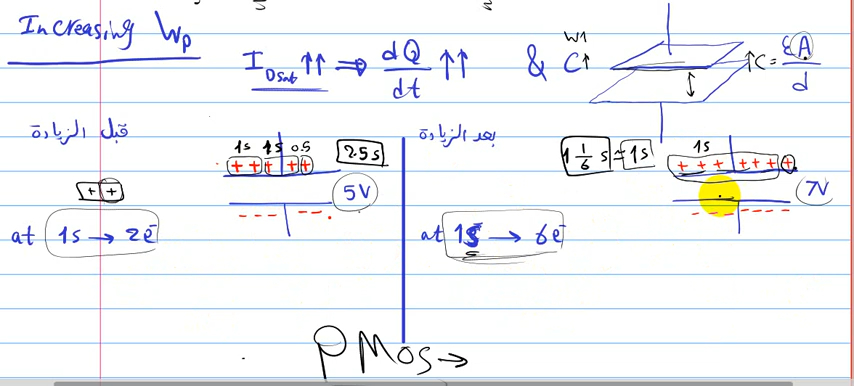 Increasing Wp
I_Dsat ↑↑ ⇒ dQ/dt ↑↑ & C↑ W↑ ↑C = εA/d
قبل الزيادة
1s 1s 0.5
++ ++ +
2.5s
5V
++
at 1s → 2e⁻
بعد الزيادة
1 1/6 s ≃ 1s
1s
+++ +++ +
7V
at 1s → 6e⁻
PMos →